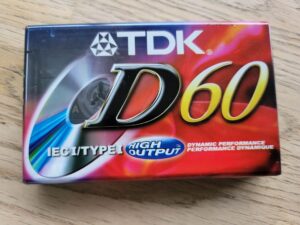 TDK
D60
IEC I/TYPE I
HIGH
OUTPUT
DYNAMIC PERFORMANCE
PERFORMANCE DYNAMIQUE